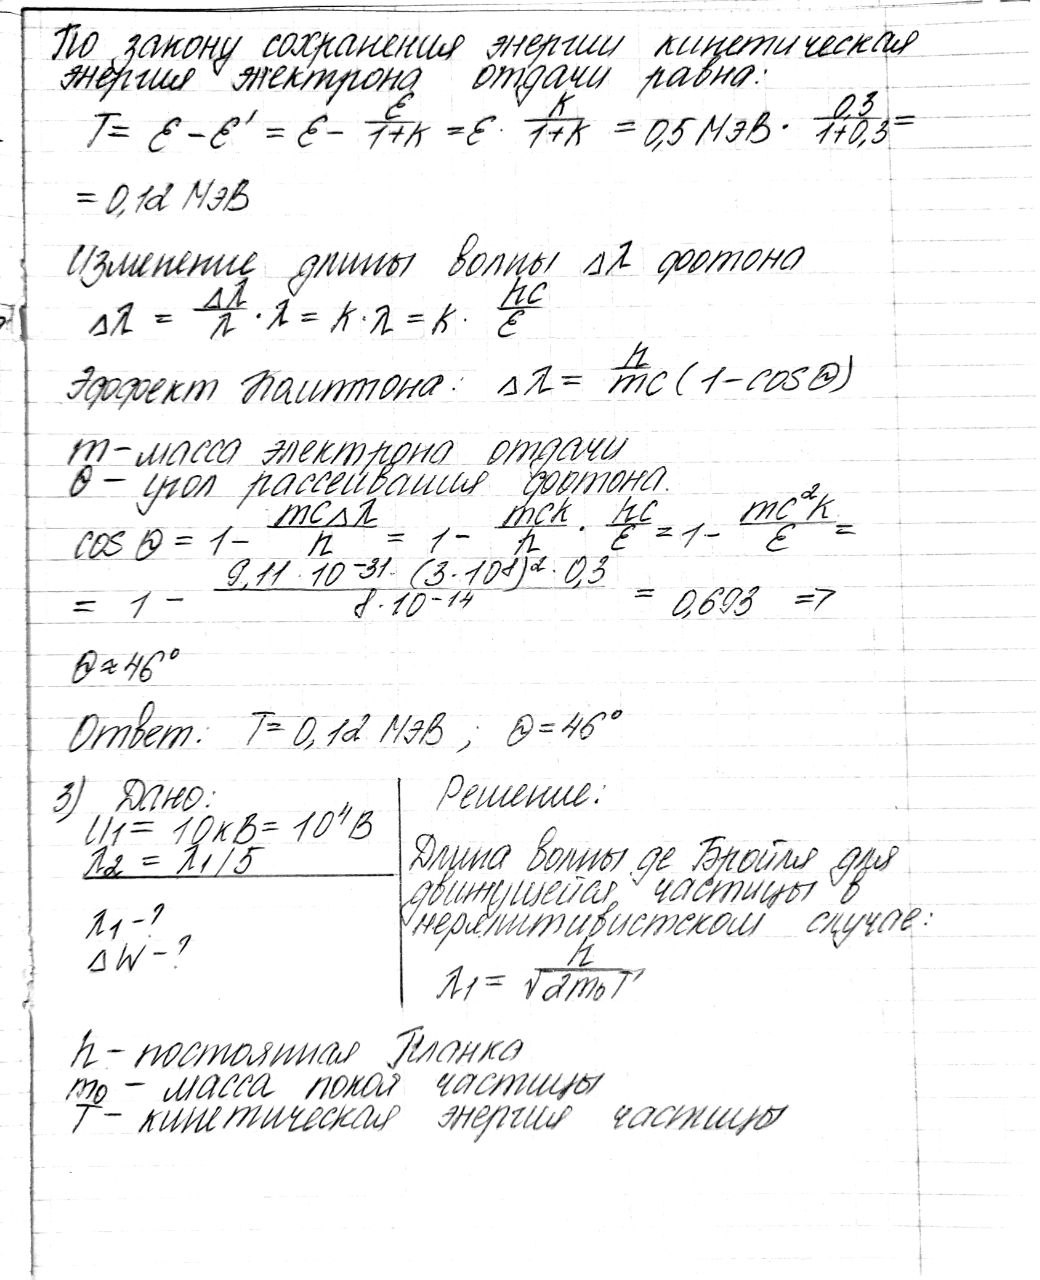 По закону сохранения энергии кинетическая
энергия электрона отдачи равна:
T = ε - ε' = ε - ε/(1+k) = ε · k/(1+k) = 0,5 МэВ · 0,3/(1+0,3) =
= 0,12 МэВ
Изменение длины волны Δλ фотона
Δλ = Δλ/λ · λ = k · λ = k · hc/ε
Эффект Комптона: Δλ = h/mc (1 - cos θ)
m - масса электрона отдачи
θ - угол рассеивания фотона.
cos θ = 1 - mcΔλ/h = 1 - mck/h · hc/ε = 1 - mc²k/ε =
= 1 - 9,11 · 10⁻³¹ · (3 · 10⁸)² · 0,3/8 · 10⁻¹⁴ = 0,693 =>
θ ≈ 46°
Ответ: T = 0,12 МэВ ; θ = 46°
3) Дано:
U₁ = 10кВ = 10⁴ В
λ₂ = λ₁/5
λ₁ - ?
ΔW - ?
Решение:
Длина волны де Бройля для
движущейся частицы в
нерелятивистском случае:
λ₁ = h/√2m₀T
h - постоянная Планка
m₀ - масса покоя частицы
T - кинетическая энергия частицы